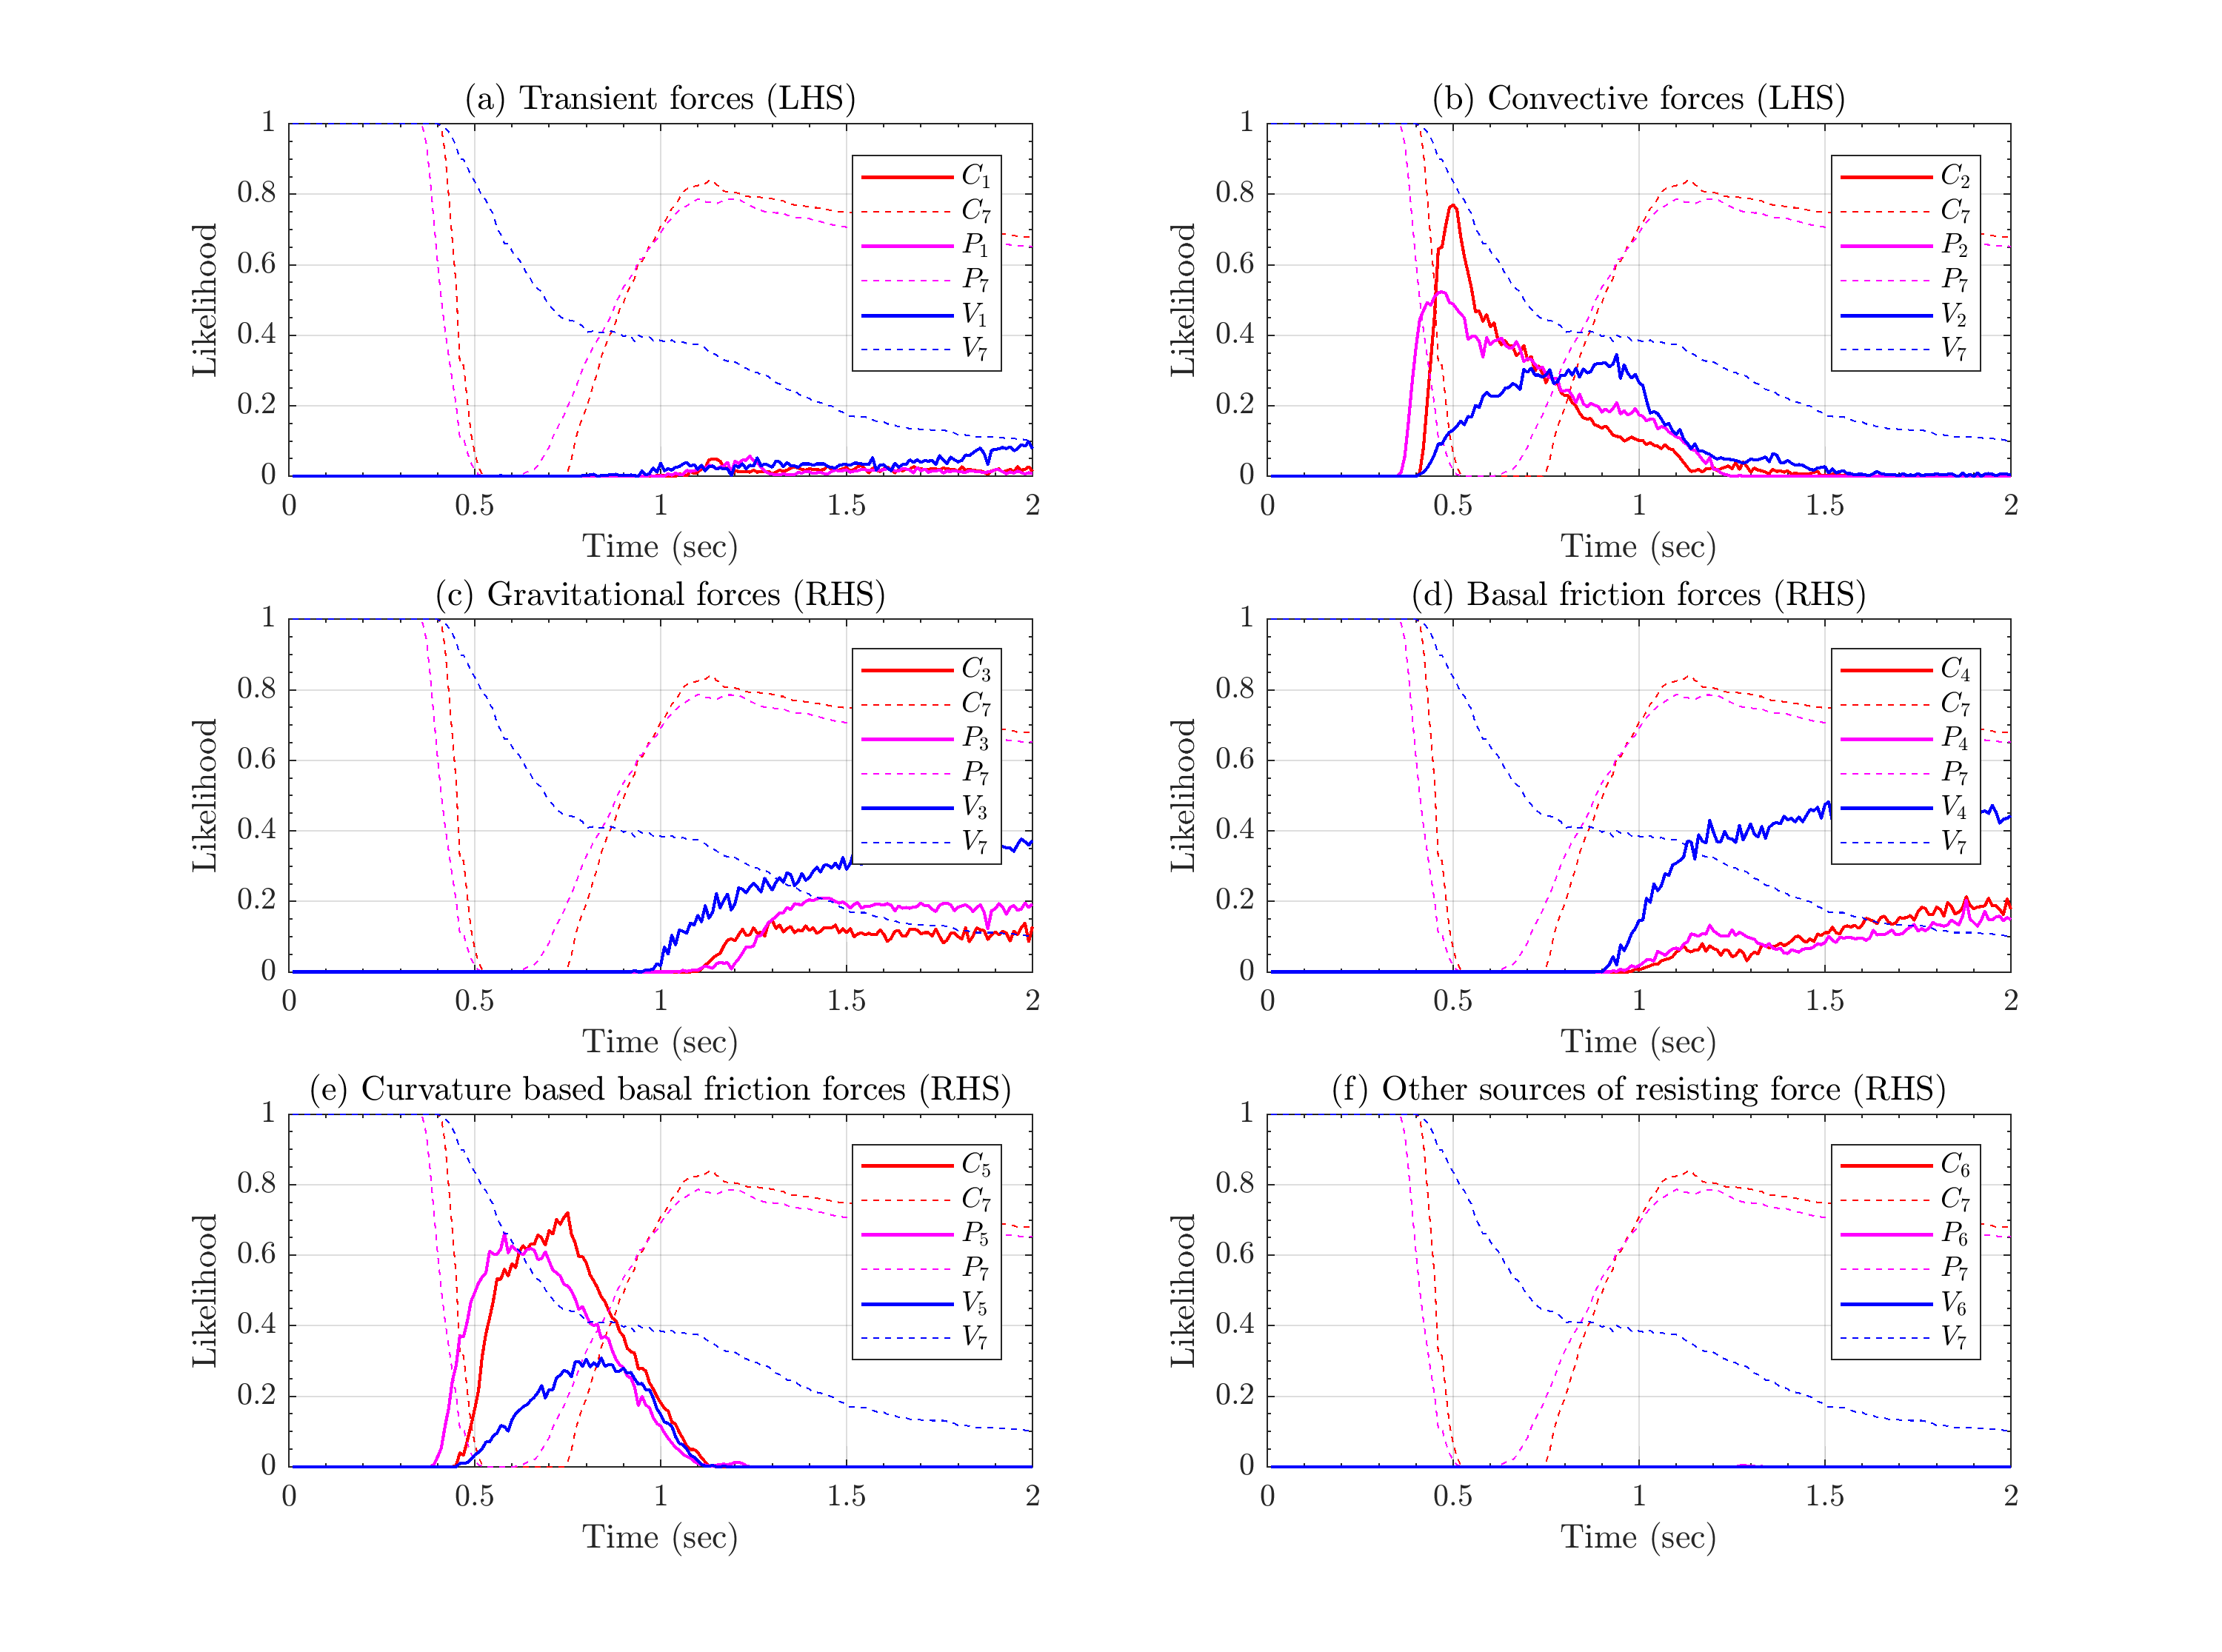 (a) Transient forces (LHS)
1
0.8
0.6
0.4
0.2
0
Likelihood
C₁
C₇
P₁
P₇
V₁
V₇
0 0.5 1 1.5 2
Time (sec)
(b) Convective forces (LHS)
1
0.8
0.6
0.4
0.2
0
Likelihood
C₂
C₇
P₂
P₇
V₂
V₇
0 0.5 1 1.5 2
Time (sec)
(c) Gravitational forces (RHS)
1
0.8
0.6
0.4
0.2
0
Likelihood
C₃
C₇
P₃
P₇
V₃
V₇
0 0.5 1 1.5 2
Time (sec)
(d) Basal friction forces (RHS)
1
0.8
0.6
0.4
0.2
0
Likelihood
C₄
C₇
P₄
P₇
V₄
V₇
0 0.5 1 1.5 2
Time (sec)
(e) Curvature based basal friction forces (RHS)
1
0.8
0.6
0.4
0.2
0
Likelihood
C₅
C₇
P₅
P₇
V₅
V₇
0 0.5 1 1.5 2
Time (sec)
(f) Other sources of resisting force (RHS)
1
0.8
0.6
0.4
0.2
0
Likelihood
C₆
C₇
P₆
P₇
V₆
V₇
0 0.5 1 1.5 2
Time (sec)